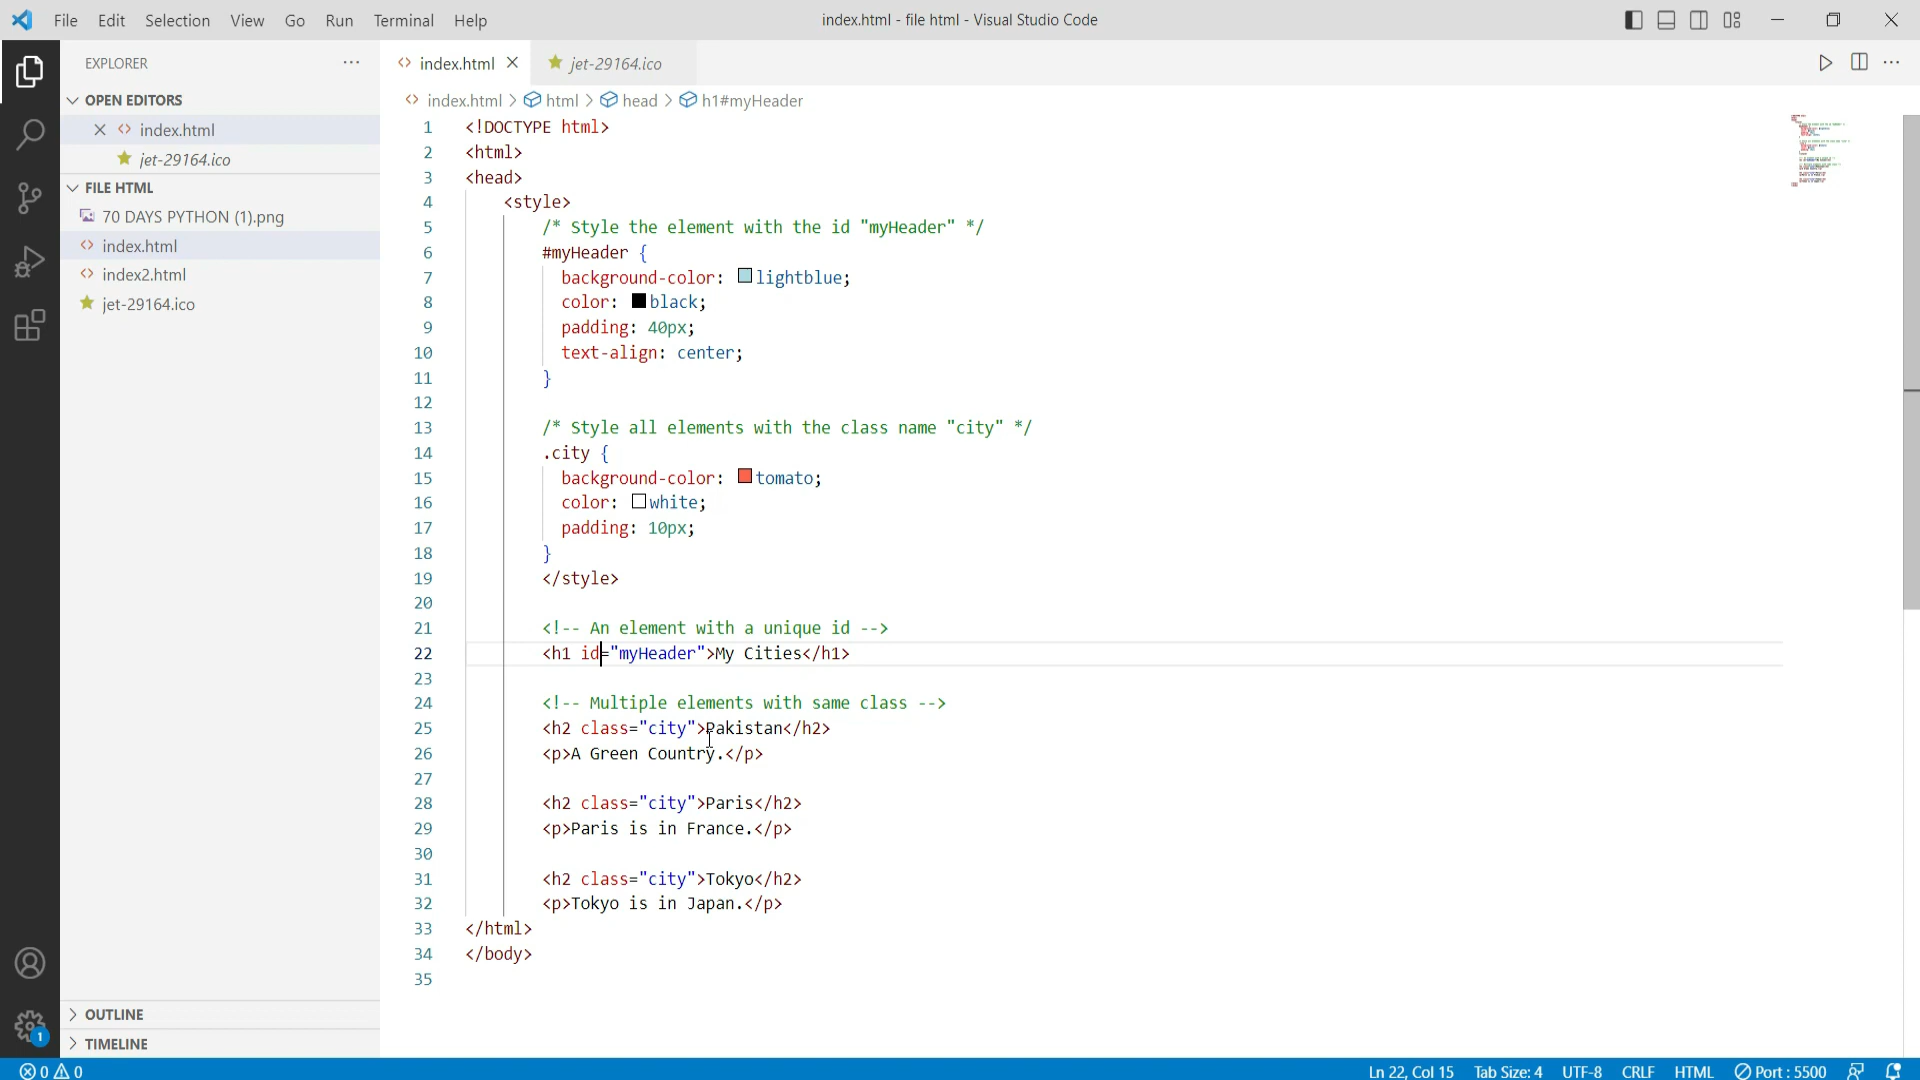 File Edit Selection View Go Run Terminal Help
index.html - file html - Visual Studio Code
EXPLORER
OPEN EDITORS
index.html
jet-29164.ico
FILE HTML
70 DAYS PYTHON (1).png
index.html
index2.html
jet-29164.ico
OUTLINE
TIMELINE
index.html
jet-29164.ico
index.html > html > head > h1#myHeader
1 <!DOCTYPE html>
2 <html>
3 <head>
4 <style>
5 /* Style the element with the id "myHeader" */
6 #myHeader {
7 background-color: lightblue;
8 color: black;
9 padding: 40px;
10 text-align: center;
11 }
12
13 /* Style all elements with the class name "city" */
14 .city {
15 background-color: tomato;
16 color: white;
17 padding: 10px;
18 }
19 </style>
20
21 <!-- An element with a unique id -->
22 <h1 id="myHeader">My Cities</h1>
23
24 <!-- Multiple elements with same class -->
25 <h2 class="city">Pakistan</h2>
26 <p>A Green Country.</p>
27
28 <h2 class="city">Paris</h2>
29 <p>Paris is in France.</p>
30
31 <h2 class="city">Tokyo</h2>
32 <p>Tokyo is in Japan.</p>
33 </html>
34 </body>
35
1
0 0
Ln 22, Col 15 Tab Size: 4 UTF-8 CRLF HTML Port : 5500